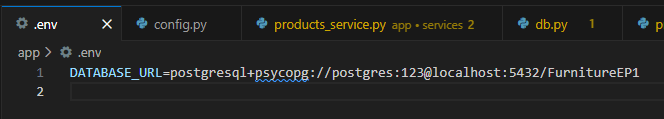 .env
config.py
products_service.py app • services 2
db.py 1
p
app > .env
1 DATABASE_URL=postgresql+psycopg://postgres:123@localhost:5432/FurnitureEP1
2